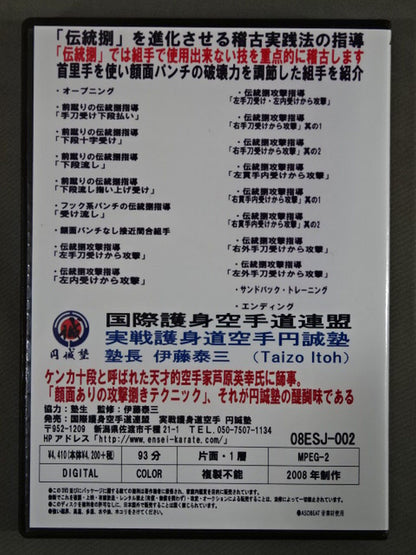 「伝統捌」を進化させる稽古実践法の指導
「伝統捌」では組手で使用出来ない技を重点的に稽古します
首里手を使い顔面パンチの破壊力を調節した組手を紹介
・オープニング
・前蹴りの伝統捌指導
「手刀受け下段払い」
・前蹴りの伝統捌指導
「下段十字受け」
・前蹴りの伝統捌指導
「下段流し」
・前蹴りの伝統捌指導
「下段流し掬い上げ受け」
・フック系パンチの伝統捌指導
「受け流し」
・顔面パンチなし接近間合組手
・伝統捌攻撃指導
「左手刀受けから攻撃」
・伝統捌攻撃指導
「左内受けから攻撃」
・伝統捌攻撃指導
「左手刀受け・左内受けから攻撃」
・伝統捌攻撃指導
「右手刀受けから攻撃」其の1
・伝統捌攻撃指導
「右手刀受けから攻撃」其の2
・伝統捌攻撃指導
「左貫手内受けから攻撃」
・伝統捌攻撃指導
「右貫手内受けから攻撃」其の1
・伝統捌攻撃指導
「右貫手内受けから攻撃」其の2
・伝統捌攻撃指導
「右外手刀受けから攻撃」
・伝統捌攻撃指導
「左外手刀受けから攻撃」
・サンドバック・トレーニング
・エンディング
円誠塾
国際護身空手道連盟
実戦護身道空手円誠塾
塾長 伊藤泰三 (Taizo Itoh)
ケンカ十段と呼ばれた天才的空手家芦原英幸氏に師事。
「顔面ありの攻撃捌きテクニック」、それが円誠塾の醍醐味である
協力:塾生 監修:伊藤泰三
発売:国際護身空手道連盟 実戦護身道空手 円誠塾
〒952-1209 新潟県佐渡市千種21-1 TEL.050-7507-1134
HPアドレス「http://www.ensei-karate.com/」
08ESJ-002
¥4,410(本体¥4,200+税)
93分
片面・1層
MPEG-2
DIGITAL
COLOR
複製不能
2008年制作